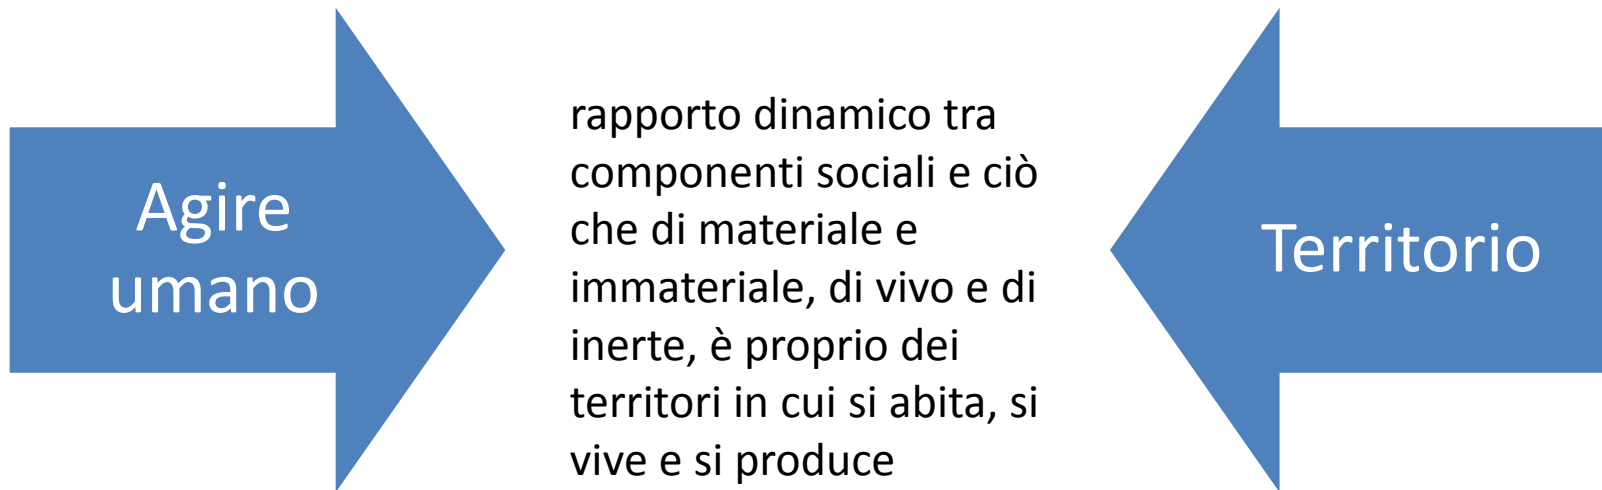 Agire
umano
rapporto dinamico tra
componenti sociali e ciò
che di materiale e
immateriale, di vivo e di
inerte, è proprio dei
territori in cui si abita, si
vive e si produce
Territorio